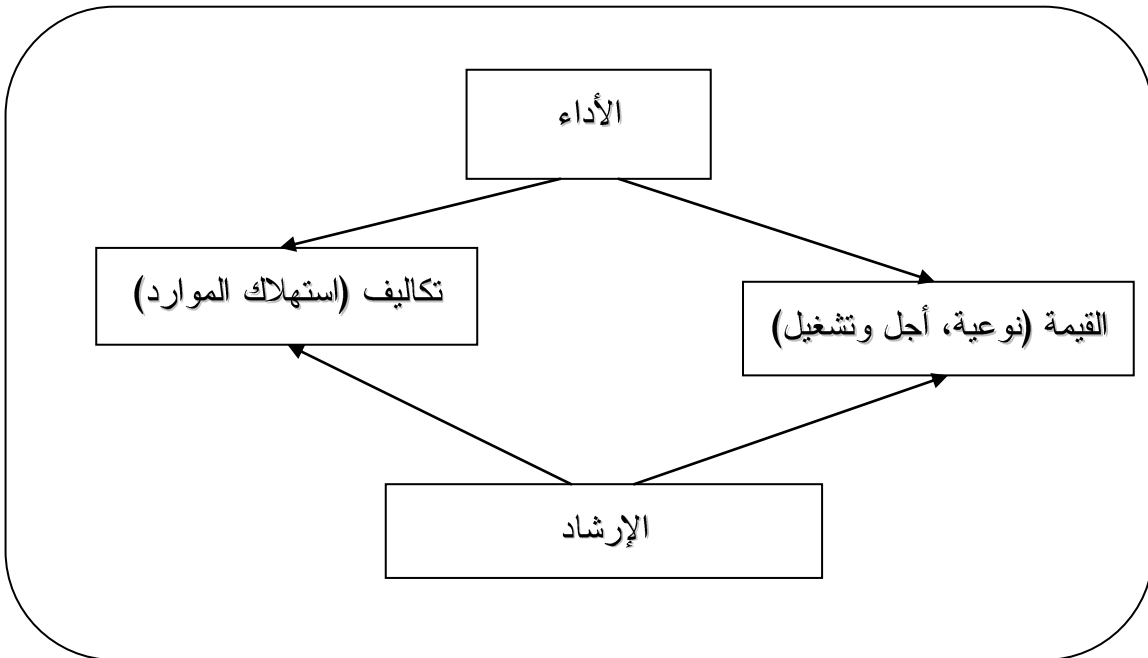 الأداء
تكاليف (استهلاك الموارد)
القيمة (نوعية، أجل وتشغيل)
الإرشاد